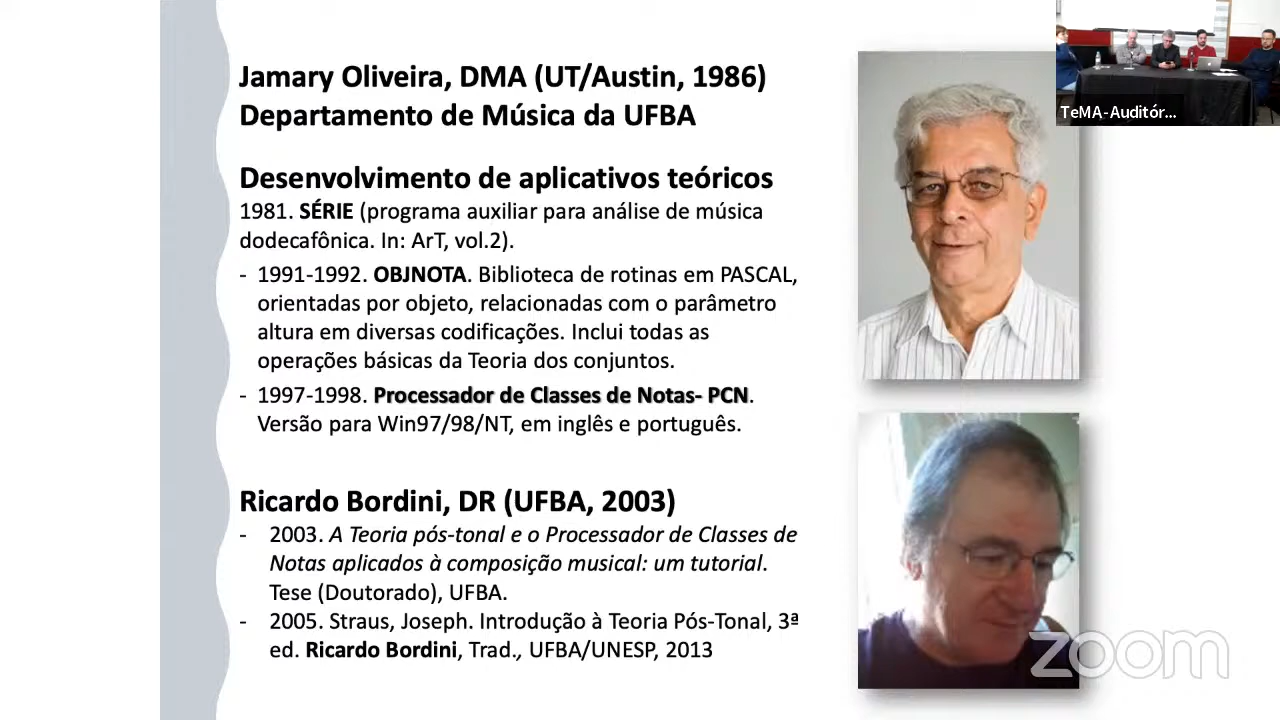 Jamary Oliveira, DMA (UT/Austin, 1986)
Departamento de Música da UFBA
Desenvolvimento de aplicativos teóricos
1981. SÉRIE (programa auxiliar para análise de música
dodecafônica. In: ArT, vol.2).
- 1991-1992. OBJNOTA. Biblioteca de rotinas em PASCAL,
orientadas por objeto, relacionadas com o parâmetro
altura em diversas codificações. Inclui todas as
operações básicas da Teoria dos conjuntos.
- 1997-1998. Processador de Classes de Notas- PCN.
Versão para Win97/98/NT, em inglês e português.
Ricardo Bordini, DR (UFBA, 2003)
- 2003. A Teoria pós-tonal e o Processador de Classes de
Notas aplicados à composição musical: um tutorial.
Tese (Doutorado), UFBA.
- 2005. Straus, Joseph. Introdução à Teoria Pós-Tonal, 3ª
ed. Ricardo Bordini, Trad., UFBA/UNESP, 2013
TeMA-Auditór...
zoom